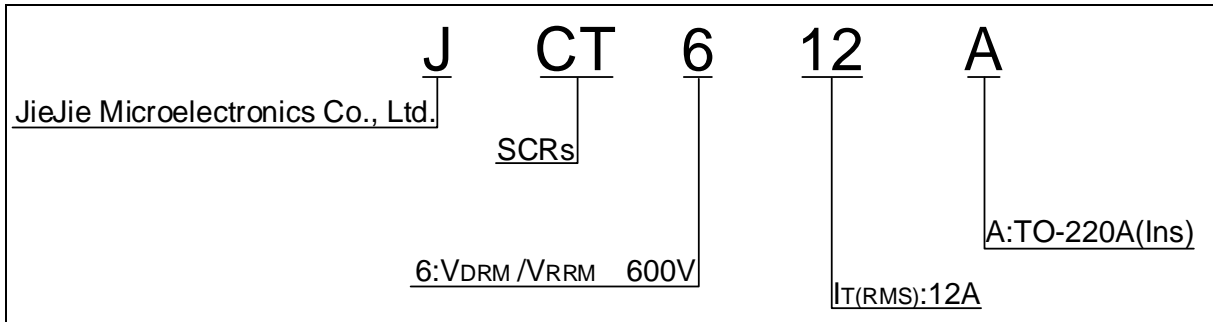 J CT 6 12 A
JieJie Microelectronics Co., Ltd.
SCRs
A:TO-220A(Ins)
6:VDRM /VRRM 600V
IT(RMS):12A